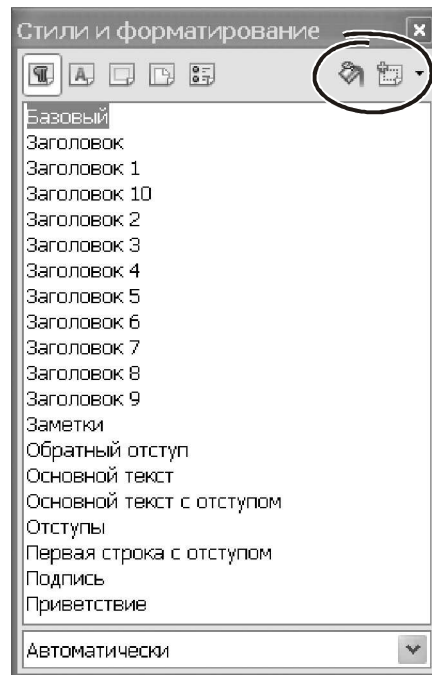 Стили и форматирование
Базовый
Заголовок
Заголовок 1
Заголовок 10
Заголовок 2
Заголовок 3
Заголовок 4
Заголовок 5
Заголовок 6
Заголовок 7
Заголовок 8
Заголовок 9
Заметки
Обратный отступ
Основной текст
Основной текст с отступом
Отступы
Первая строка с отступом
Подпись
Приветствие
Автоматически